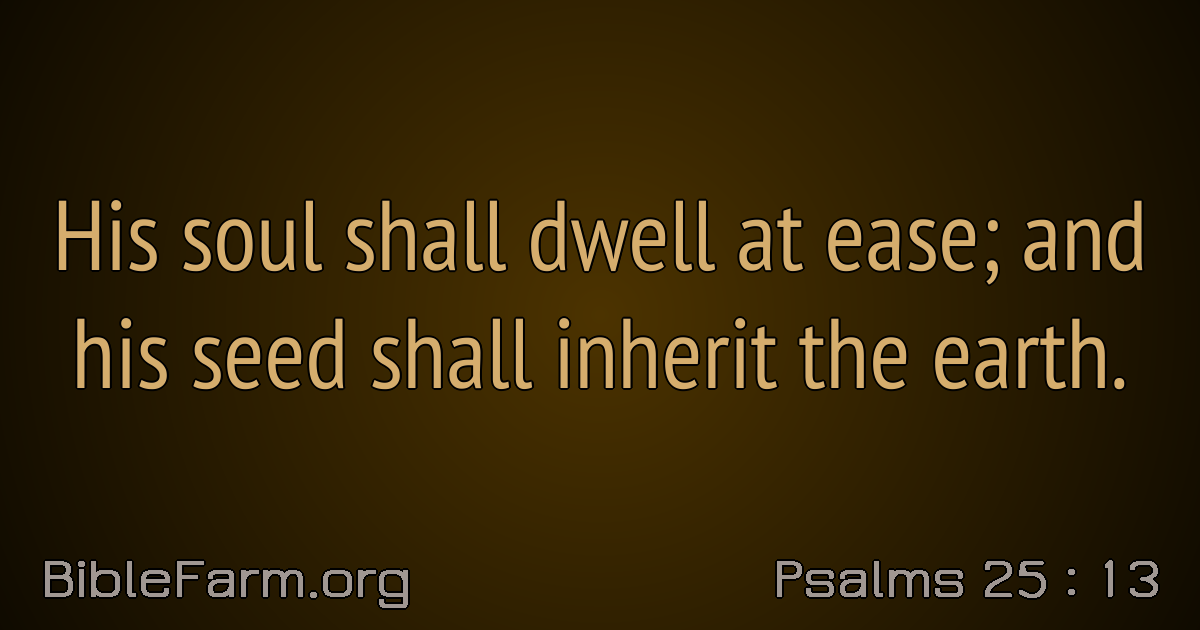 His soul shall dwell at ease; and
his seed shall inherit the earth.
BibleFarm.org
Psalms 25 : 13